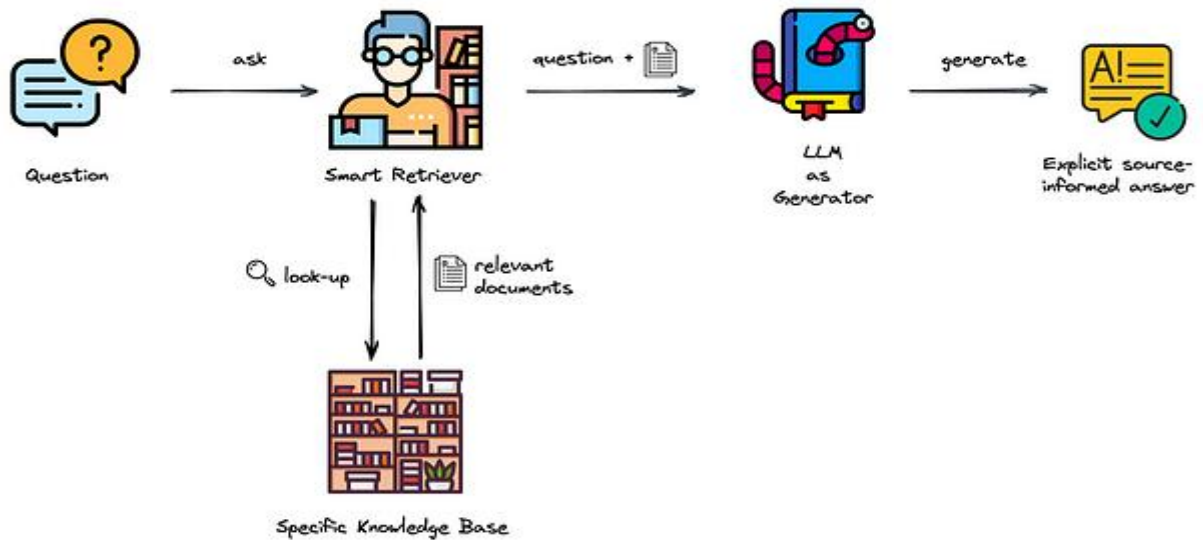 ?
ask
question +
generate
A!
Question
Smart Retriever
LLM
as
Generator
Explicit source-
informed answer
look-up
relevant
documents
Specific Knowledge Base